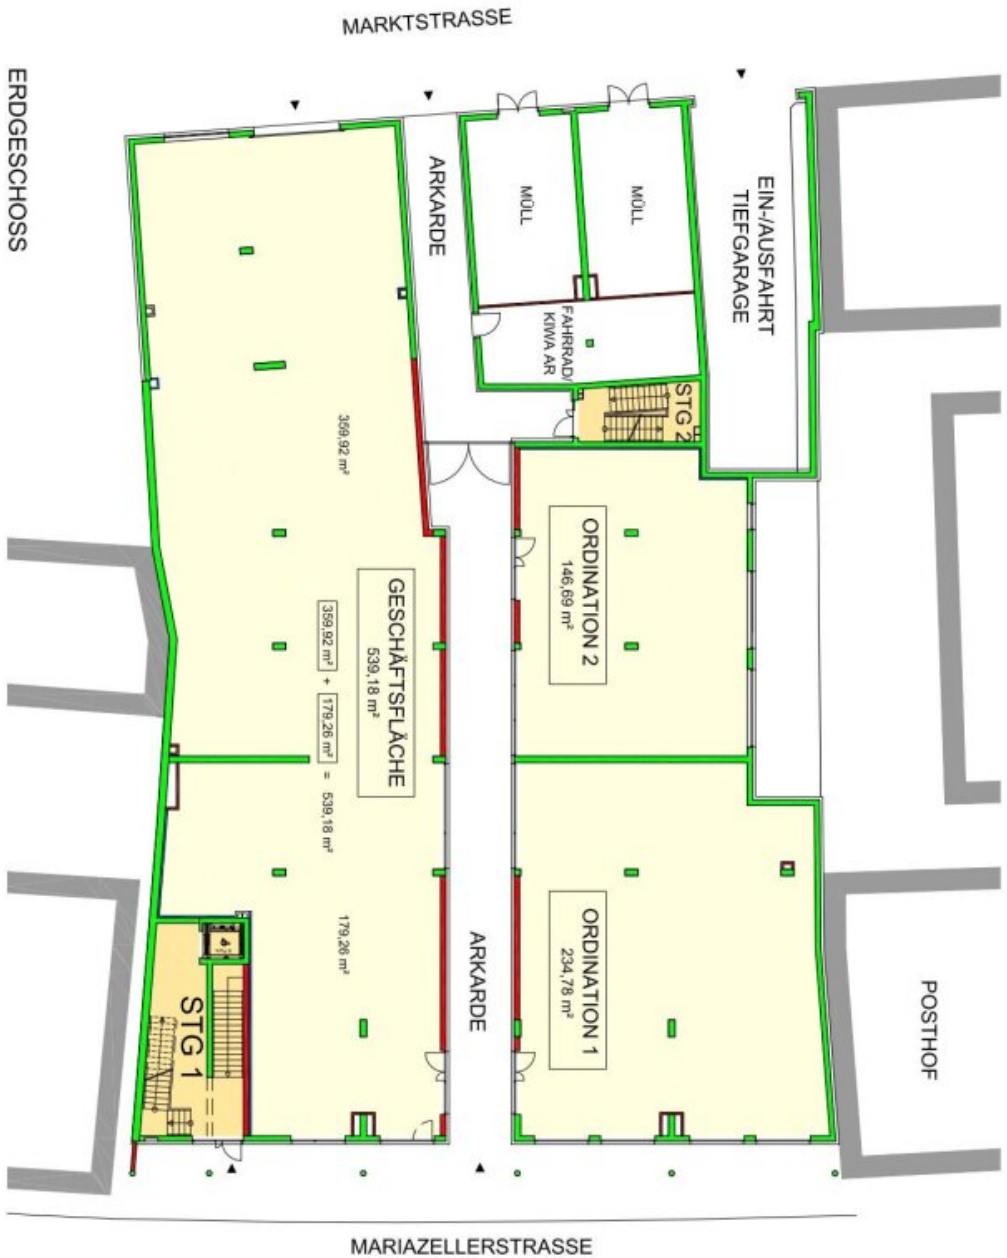 MARKTSTRASSE
ERDGESCHOSS
ARKARDE
MÜLL
MÜLL
EIN-/AUSFAHRT
TIEFGARAGE
FAHRRAD/
KIWA AR
STG 2
359,92 m²
ORDINATION 2
146,69 m²
GESCHÄFTSFLÄCHE
539,18 m²
359,92 m² + 179,26 m² = 539,18 m²
179,26 m²
ARKARDE
ORDINATION 1
234,78 m²
POSTHOF
STG 1
MARIAZELLERSTRASSE